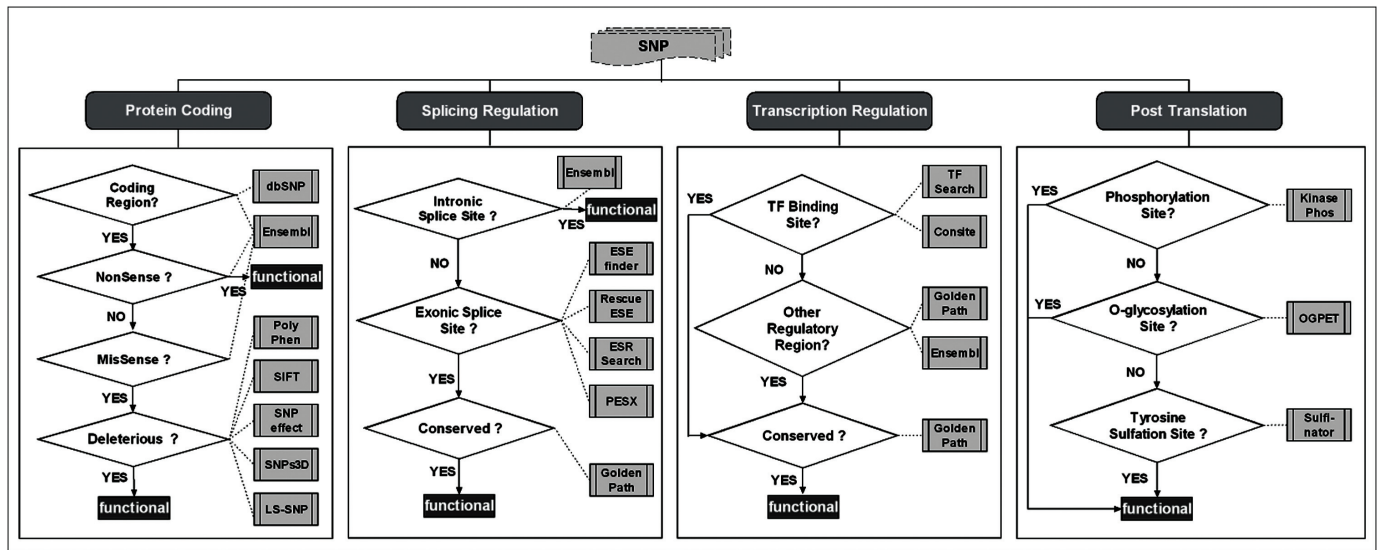 SNP
Protein Coding
Splicing Regulation
Transcription Regulation
Post Translation
Coding
Region?
YES
NonSense ?
YES
functional
NO
MisSense ?
YES
Deleterious ?
YES
functional
dbSNP
Ensembl
Poly
Phen
SIFT
SNP
effect
SNPs3D
LS-SNP
Ensembl
Intronic
Splice Site ?
YES
functional
NO
Exonic Splice
Site ?
YES
Conserved ?
YES
functional
ESE
finder
Rescue
ESE
ESR
Search
PESX
Golden
Path
YES
TF Binding
Site?
NO
Other
Regulatory
Region?
YES
Conserved ?
YES
functional
TF
Search
Consite
Golden
Path
Ensembl
Golden
Path
YES
Phosphorylation
Site?
NO
YES
O-glycosylation
Site ?
NO
Tyrosine
Sulfation Site ?
YES
functional
Kinase
Phos
OGPET
Sulfi-
nator